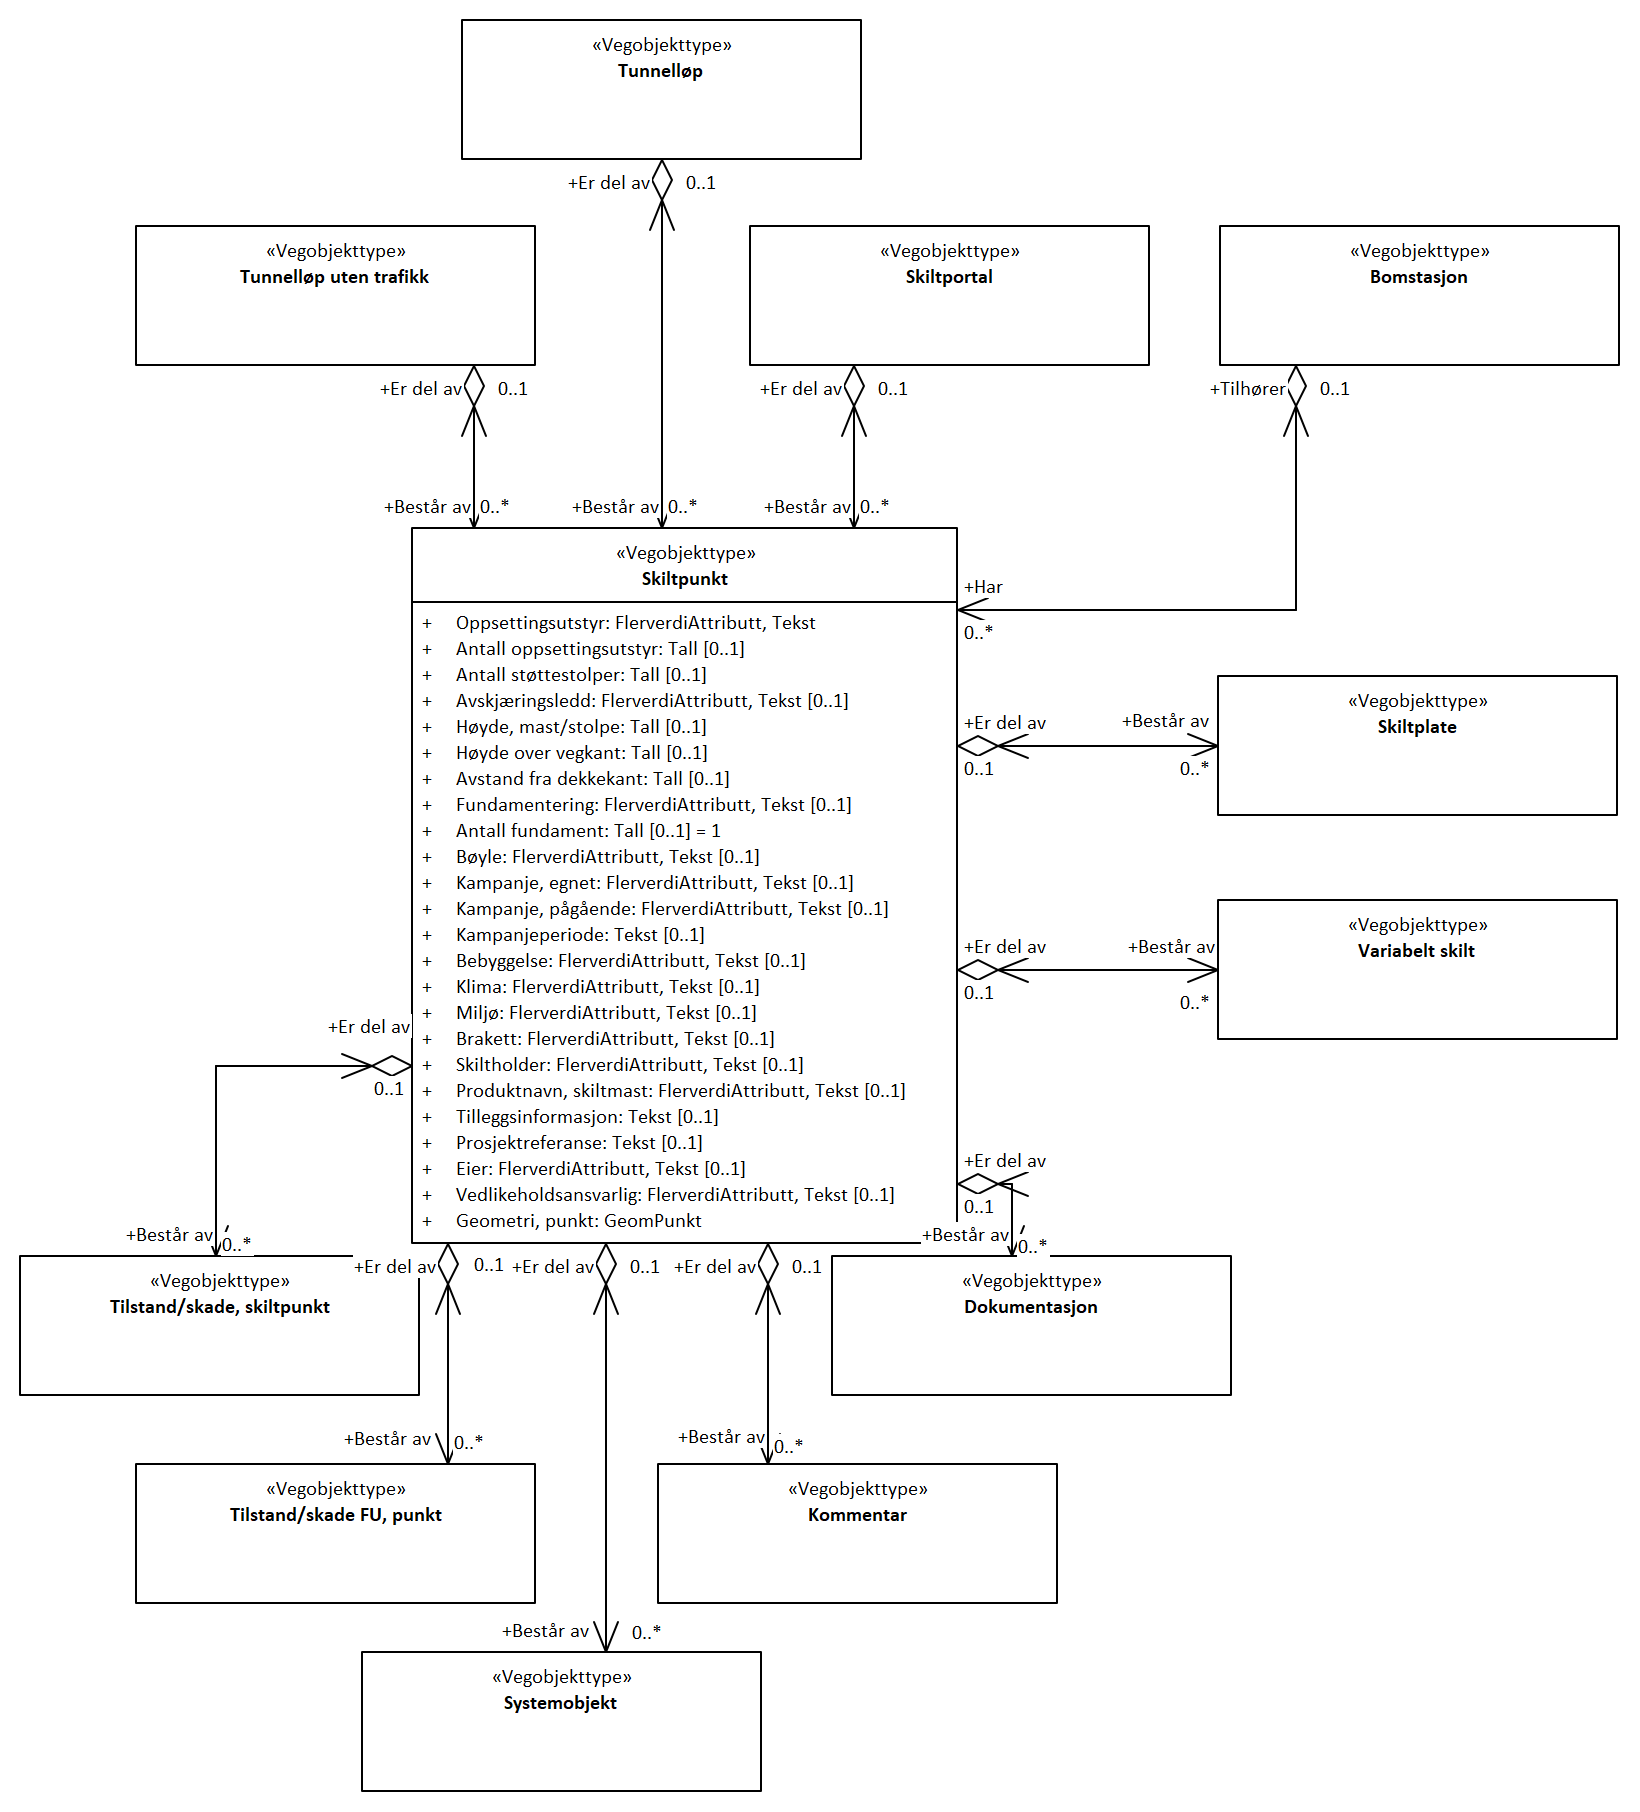 «Vegobjekttype»
Tunnelløp
+Er del av 0..1
«Vegobjekttype»
Tunnelløp uten trafikk
«Vegobjekttype»
Skiltportal
«Vegobjekttype»
Bomstasjon
+Er del av 0..1
+Er del av 0..1
+Tilhører 0..1
+Består av 0..*
+Består av 0..*
+Består av 0..*
«Vegobjekttype»
Skiltpunkt
+ Oppsettingsutstyr: FlerverdiAttributt, Tekst
+ Antall oppsettingsutstyr: Tall [0..1]
+ Antall støttestolper: Tall [0..1]
+ Avskjæringsledd: FlerverdiAttributt, Tekst [0..1]
+ Høyde, mast/stolpe: Tall [0..1]
+ Høyde over vegkant: Tall [0..1]
+ Avstand fra dekkekant: Tall [0..1]
+ Fundamentering: FlerverdiAttributt, Tekst [0..1]
+ Antall fundament: Tall [0..1] = 1
+ Bøyle: FlerverdiAttributt, Tekst [0..1]
+ Kampanje, egnet: FlerverdiAttributt, Tekst [0..1]
+ Kampanje, pågående: FlerverdiAttributt, Tekst [0..1]
+ Kampanjeperiode: Tekst [0..1]
+ Bebyggelse: FlerverdiAttributt, Tekst [0..1]
+ Klima: FlerverdiAttributt, Tekst [0..1]
+ Miljø: FlerverdiAttributt, Tekst [0..1]
+ Brakett: FlerverdiAttributt, Tekst [0..1]
+ Skiltholder: FlerverdiAttributt, Tekst [0..1]
+ Produktnavn, skiltmast: FlerverdiAttributt, Tekst [0..1]
+ Tilleggsinformasjon: Tekst [0..1]
+ Prosjektreferanse: Tekst [0..1]
+ Eier: FlerverdiAttributt, Tekst [0..1]
+ Vedlikeholdsansvarlig: FlerverdiAttributt, Tekst [0..1]
+ Geometri, punkt: GeomPunkt
+Har
0..*
+Er del av
0..1
+Består av
0..*
«Vegobjekttype»
Skiltplate
+Er del av
0..1
+Består av
0..*
«Vegobjekttype»
Variabelt skilt
+Er del av
0..1
+Består av 0..*
«Vegobjekttype»
Tilstand/skade, skiltpunkt
+Er del av
0..1
+Består av 0..*
«Vegobjekttype»
Dokumentasjon
+Er del av 0..1
+Er del av 0..1
+Er del av 0..1
+Består av 0..*
«Vegobjekttype»
Tilstand/skade FU, punkt
+Består av 0..*
«Vegobjekttype»
Kommentar
+Består av 0..*
«Vegobjekttype»
Systemobjekt